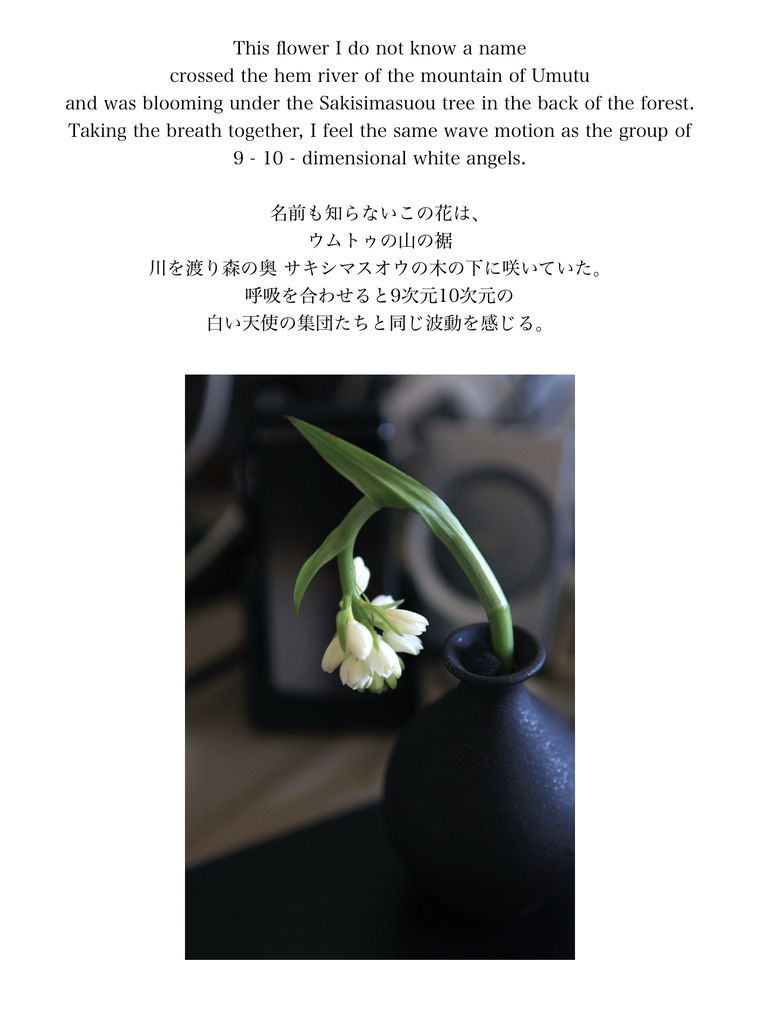 This flower I do not know a name
crossed the hem river of the mountain of Umutu
and was blooming under the Sakisimasuou tree in the back of the forest.
Taking the breath together, I feel the same wave motion as the group of
9 - 10 - dimensional white angels.
名前も知らないこの花は、
ウムトゥの山の裾
川を渡り森の奥 サキシマスオウの木の下に咲いていた。
呼吸を合わせると9次元10次元の
白い天使の集団たちと同じ波動を感じる。